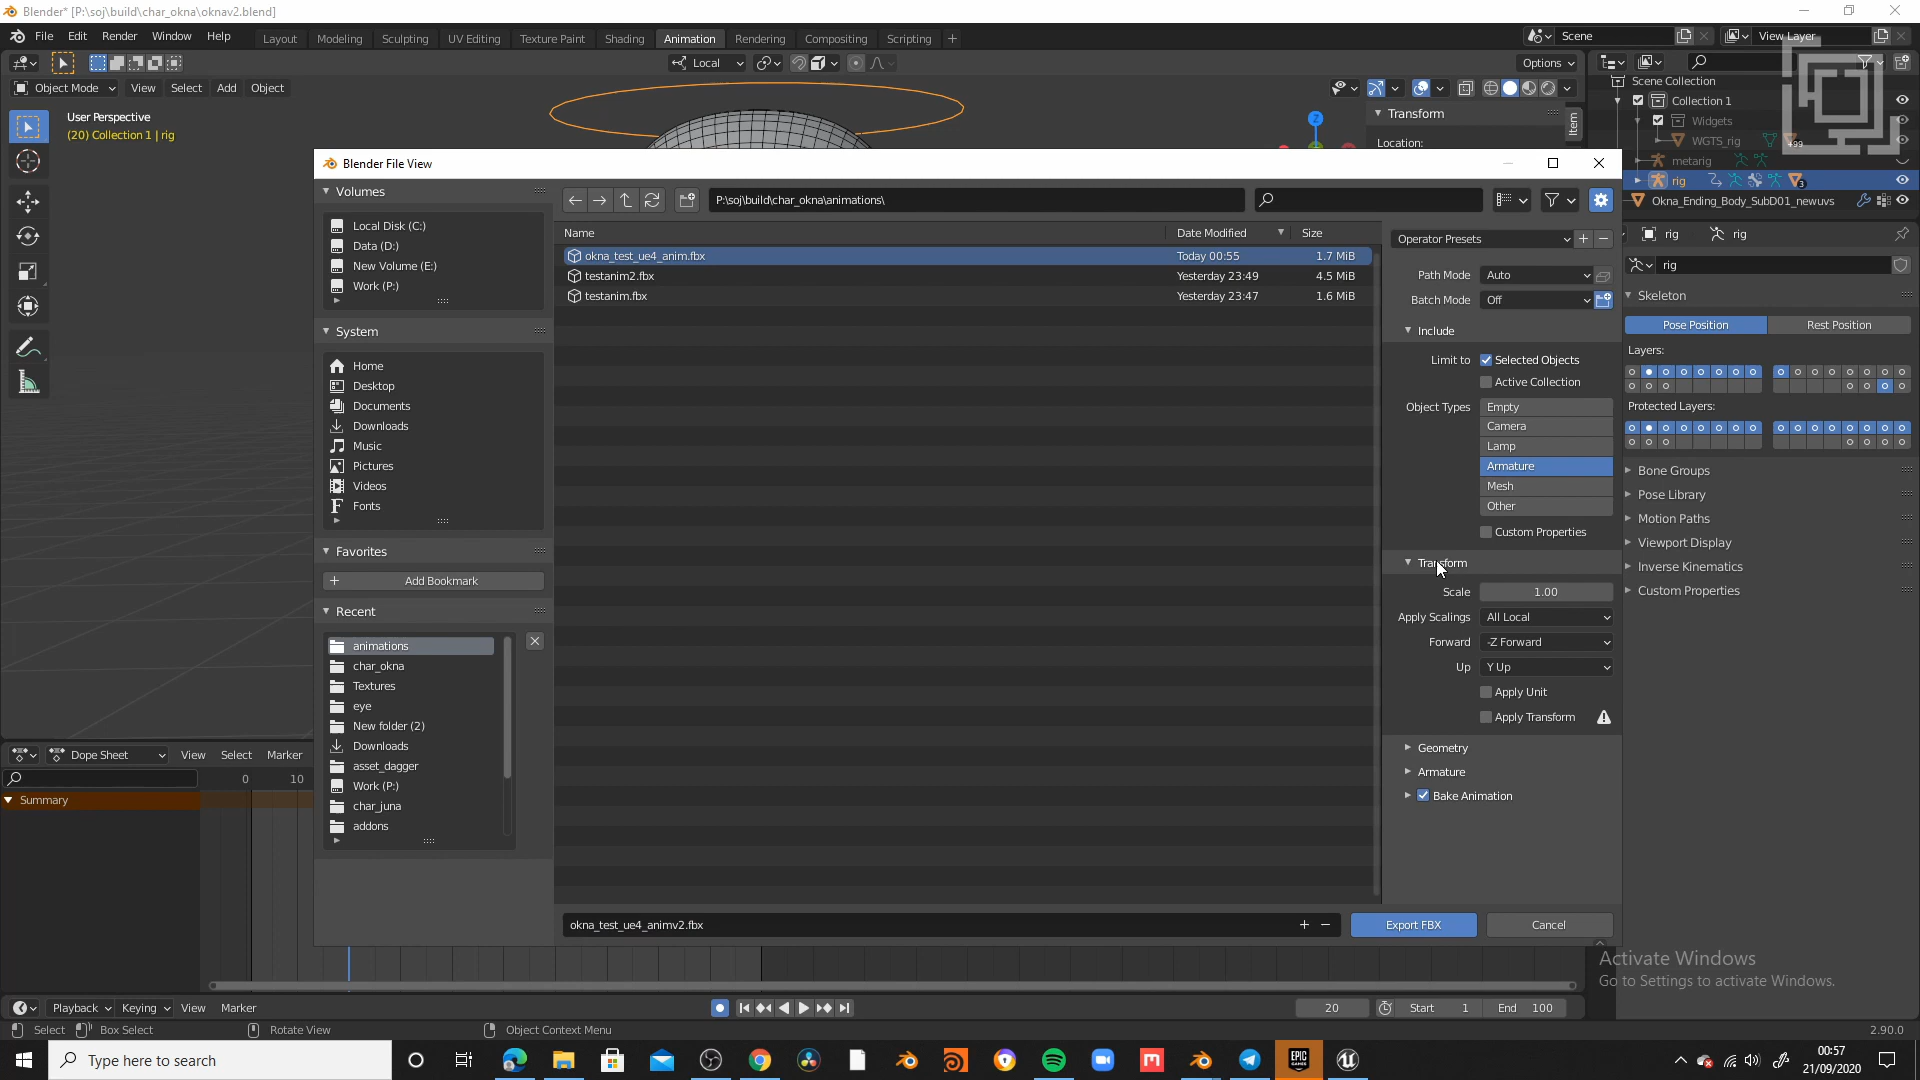 Blender* [P:\soj\build\char_okna\oknav2.blend]
File Edit Render Window Help
Layout Modeling Sculpting UV Editing Texture Paint Shading Animation Rendering Compositing Scripting +
Scene
View Layer
Local
Options
Object Mode View Select Add Object
User Perspective
(20) Collection 1 | rig
Z
Transform
Location:
Item
Scene Collection
Collection 1
Widgets
WGTS_rig
+99
metarig
rig
3
Okna_Ending_Body_SubD01_newuvs
rig rig
rig
Skeleton
Pose Position Rest Position
Layers:
Protected Layers:
Bone Groups
Pose Library
Motion Paths
Viewport Display
Inverse Kinematics
Custom Properties
Blender File View
Volumes
Local Disk (C:)
Data (D:)
New Volume (E:)
Work (P:)
System
Home
Desktop
Documents
Downloads
Music
Pictures
Videos
Fonts
Favorites
Add Bookmark
Recent
animations
char_okna
Textures
eye
New folder (2)
Downloads
asset_dagger
Work (P:)
char_juna
addons
P:\soj\build\char_okna\animations\
Name Date Modified Size
okna_test_ue4_anim.fbx Today 00:55 1.7 MiB
testanim2.fbx Yesterday 23:49 4.5 MiB
testanim.fbx Yesterday 23:47 1.6 MiB
Operator Presets
Path Mode Auto
Batch Mode Off
Include
Limit to Selected Objects
Active Collection
Object Types Empty
Camera
Lamp
Armature
Mesh
Other
Custom Properties
Transform
Scale 1.00
Apply Scalings All Local
Forward -Z Forward
Up Y Up
Apply Unit
Apply Transform
Geometry
Armature
Bake Animation
okna_test_ue4_animv2.fbx
Export FBX Cancel
Dope Sheet View Select Marker
0 10
Summary
Activate Windows
Go to Settings to activate Windows.
Playback Keying View Marker
20 Start 1 End 100
Select Box Select Rotate View Object Context Menu
2.90.0
Type here to search
EPIC GAMES
00:57
21/09/2020